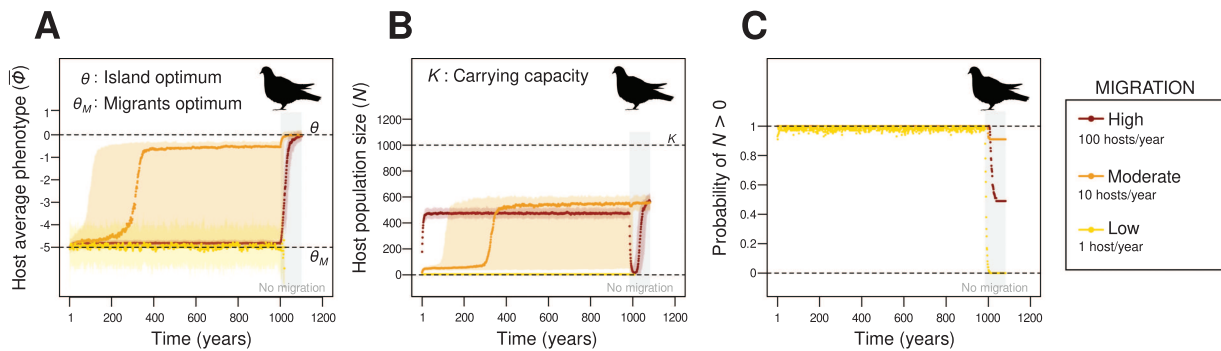 A
B
C
θ : Island optimum
θM : Migrants optimum
K : Carrying capacity
Host average phenotype (Φ̅)
1
0
-1
-2
-3
-4
-5
θ
θM
No migration
1
200
400
600
800
1000
1200
Time (years)
Host population size (N)
1200
1000
800
600
400
200
0
K
No migration
1
200
400
600
800
1000
1200
Time (years)
Probability of N > 0
1
0.8
0.6
0.4
0.2
0
No migration
1
200
400
600
800
1000
1200
Time (years)
MIGRATION
High
100 hosts/year
Moderate
10 hosts/year
Low
1 host/year